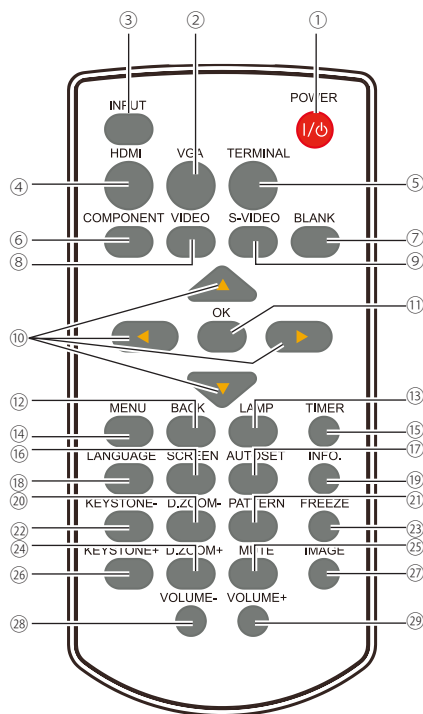 ③ ② ①
INPUT POWER
I/⏻
HDMI VGA TERMINAL
④ ⑤
COMPONENT VIDEO S-VIDEO BLANK
⑥ ⑦
⑧ ⑨
OK ⑪
⑩
⑫ ⑬
MENU BACK LAMP TIMER
⑭ ⑮
⑯ ⑰
LANGUAGE SCREEN AUTOSET INFO.
⑱ ⑲
⑳ ㉑
KEYSTONE- D.ZOOM- PATTERN FREEZE
㉒ ㉓
㉔ ㉕
KEYSTONE+ D.ZOOM+ MUTE IMAGE
㉖ ㉗
VOLUME- VOLUME+
㉘ ㉙